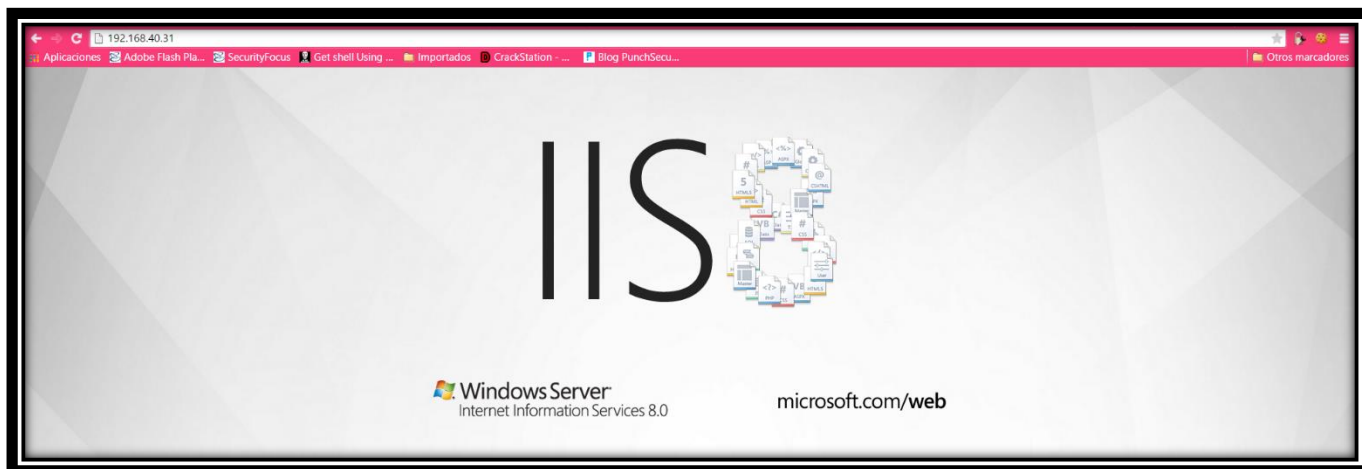 192.168.40.31
Aplicaciones Adobe Flash Pla... SecurityFocus Get shell Using ... Importados CrackStation - ... Blog PunchSecu... Otros marcadores
IIS8
Windows Server
Internet Information Services 8.0
microsoft.com/web